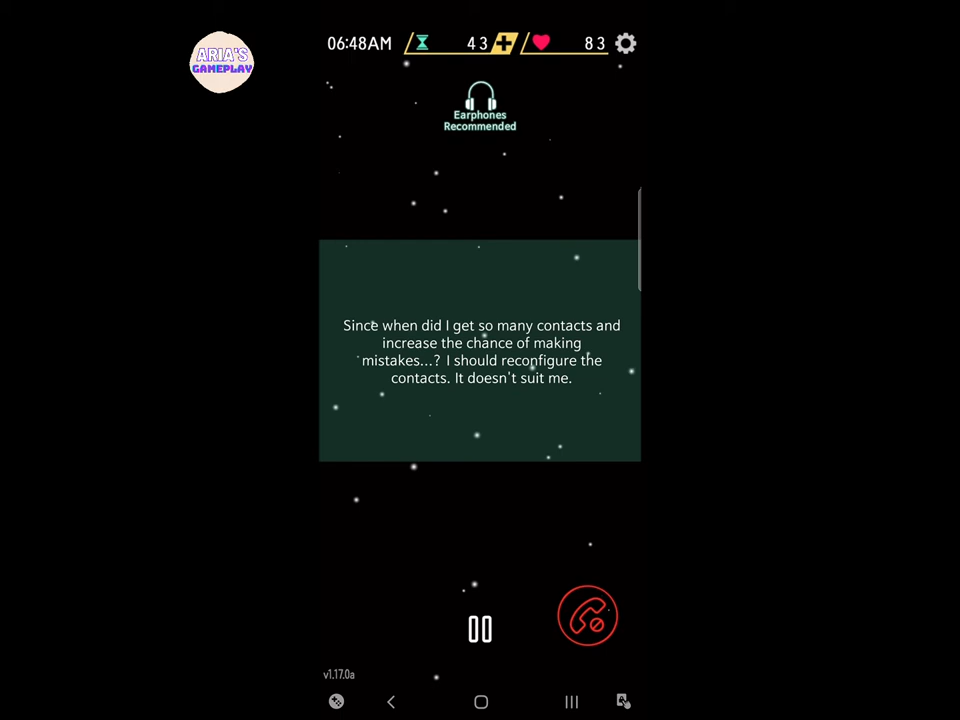 ARIA'S
GAMEPLAY
06:48AM 43 83
Earphones
Recommended
Since when did I get so many contacts and
increase the chance of making
mistakes...? I should reconfigure the
contacts. It doesn't suit me.
v1.17.0a